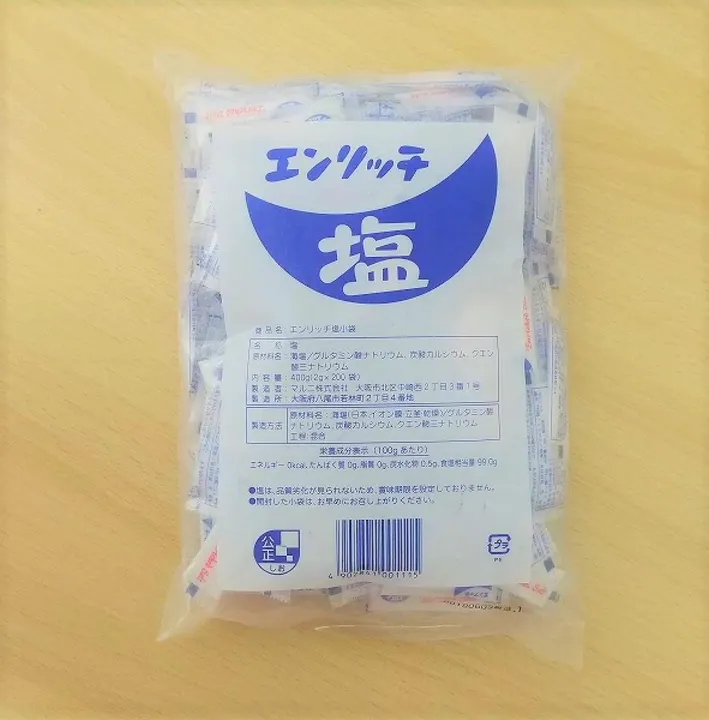 エンリッチ
塩
商品名：エンリッチ塩小袋
名称：塩
原材料名：海塩/グルタミン酸ナトリウム、炭酸カルシウム、クエン
酸三ナトリウム
内容量：400g(2g×200袋)
製造者：マルニ株式会社 大阪市北区中崎西2丁目3番1号
製造所：大阪府八尾市若林町2丁目4番地
製造方法
原材料名：海塩(日本、イオン膜・立釜・乾燥)/グルタミン酸
ナトリウム、炭酸カルシウム、クエン酸三ナトリウム
工程：混合
栄養成分表示(100gあたり)
エネルギー 0kcal、たんぱく質 0g、脂質 0g、炭水化物 0.5g、食塩相当量 99.0g
●塩は、品質劣化が見られないため、賞味期限を設定しておりません。
●開封した小袋は、お早めにお召し上がりください。
公正
しお
プラ
PE